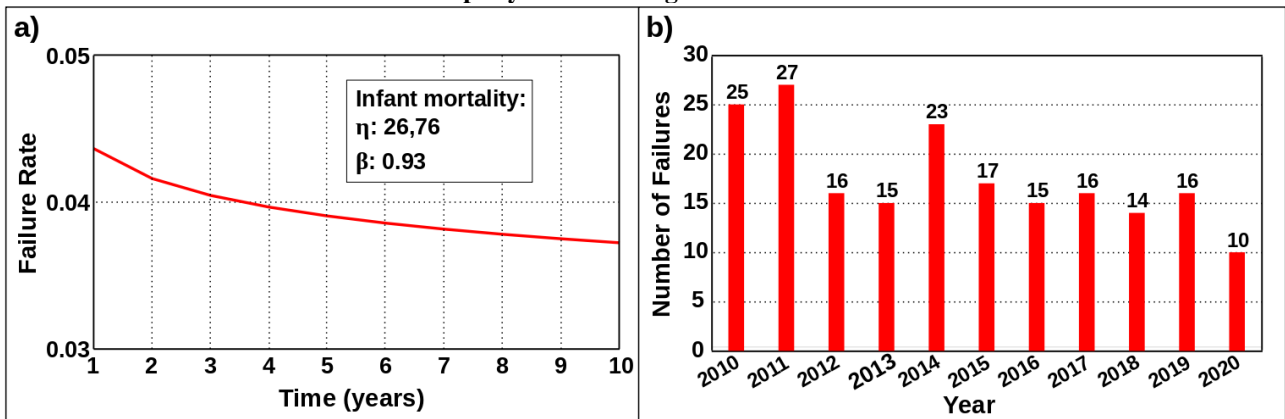 a)
0.05
0.04
0.03
Failure Rate
Infant mortality:
η: 26,76
β: 0.93
1 2 3 4 5 6 7 8 9 10
Time (years)
b)
30
25
20
15
10
5
0
Number of Failures
25 27 16 15 23 17 15 16 14 16 10
2010 2011 2012 2013 2014 2015 2016 2017 2018 2019 2020
Year